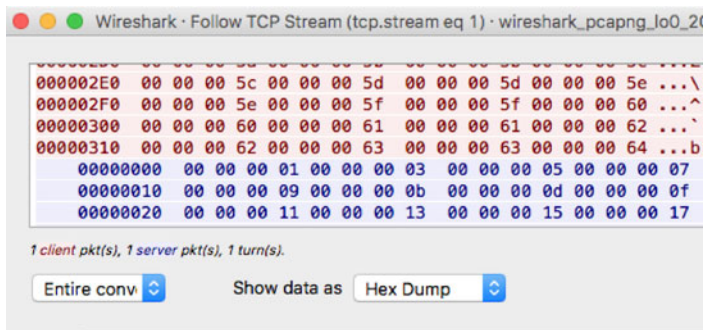 Wireshark · Follow TCP Stream (tcp.stream eq 1) · wireshark_pcapng_lo0_20
000002E0 00 00 00 5c 00 00 00 5d 00 00 00 5d 00 00 00 5e ...\
000002F0 00 00 00 5e 00 00 00 5f 00 00 00 5f 00 00 00 60 ...^
00000300 00 00 00 60 00 00 00 61 00 00 00 61 00 00 00 62 ...`
00000310 00 00 00 62 00 00 00 63 00 00 00 63 00 00 00 64 ...b
00000000 00 00 00 01 00 00 00 03 00 00 00 05 00 00 00 07
00000010 00 00 00 09 00 00 00 0b 00 00 00 0d 00 00 00 0f
00000020 00 00 00 11 00 00 00 13 00 00 00 15 00 00 00 17
1 client pkt(s), 1 server pkt(s), 1 turn(s).
Entire conv Show data as Hex Dump